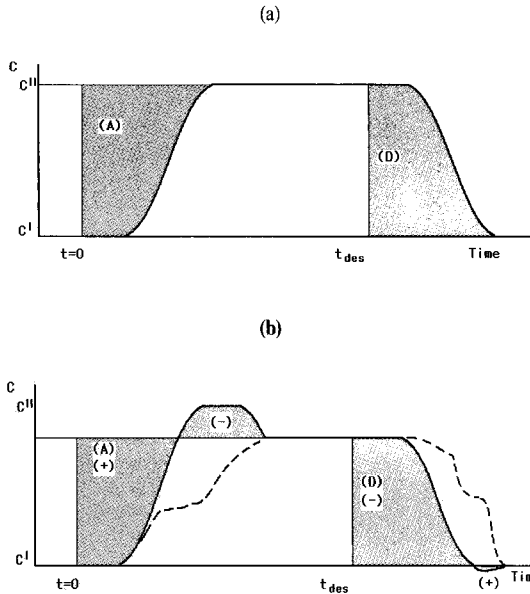 (a)
C
C^II
(A)
(D)
C^I
t=0
t_des
Time
(b)
C
C^II
(-)
(A)
(+)
(D)
(-)
C^I
t=0
t_des
(+)
Tim